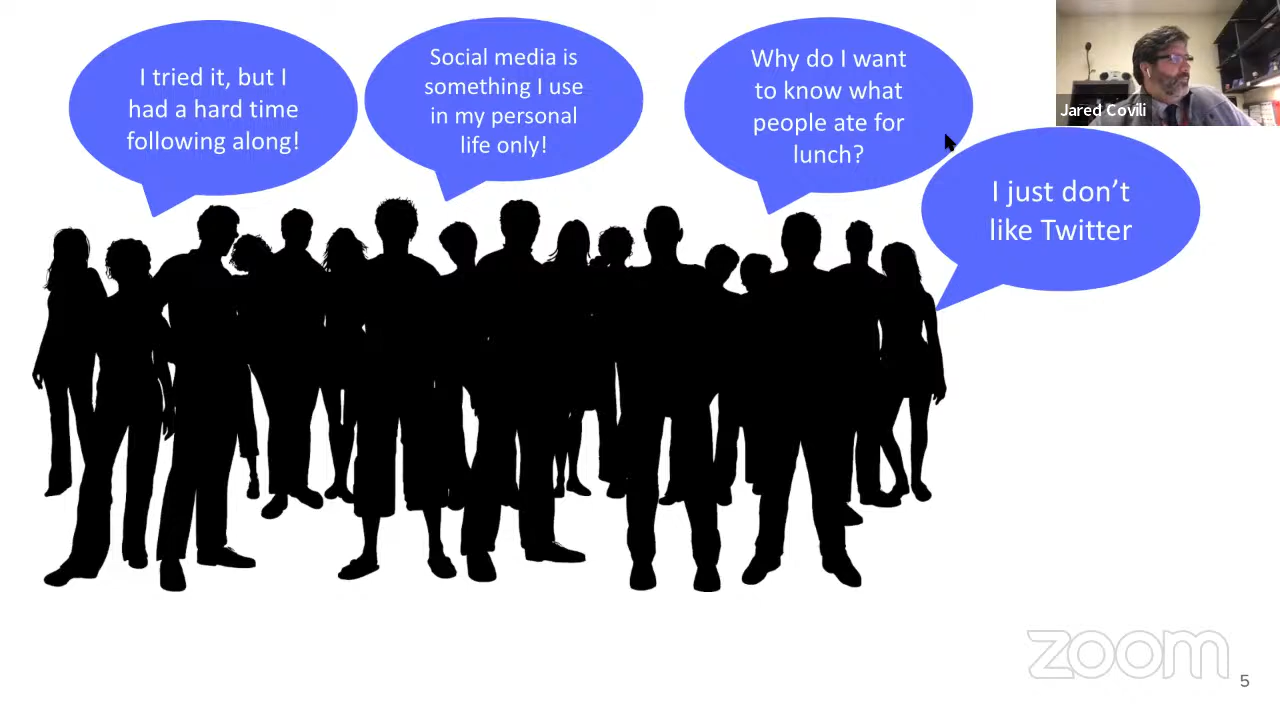 I tried it, but I
had a hard time
following along!
Social media is
something I use
in my personal
life only!
Why do I want
to know what
people ate for
lunch?
Jared Covili
I just don’t
like Twitter
zoom
5